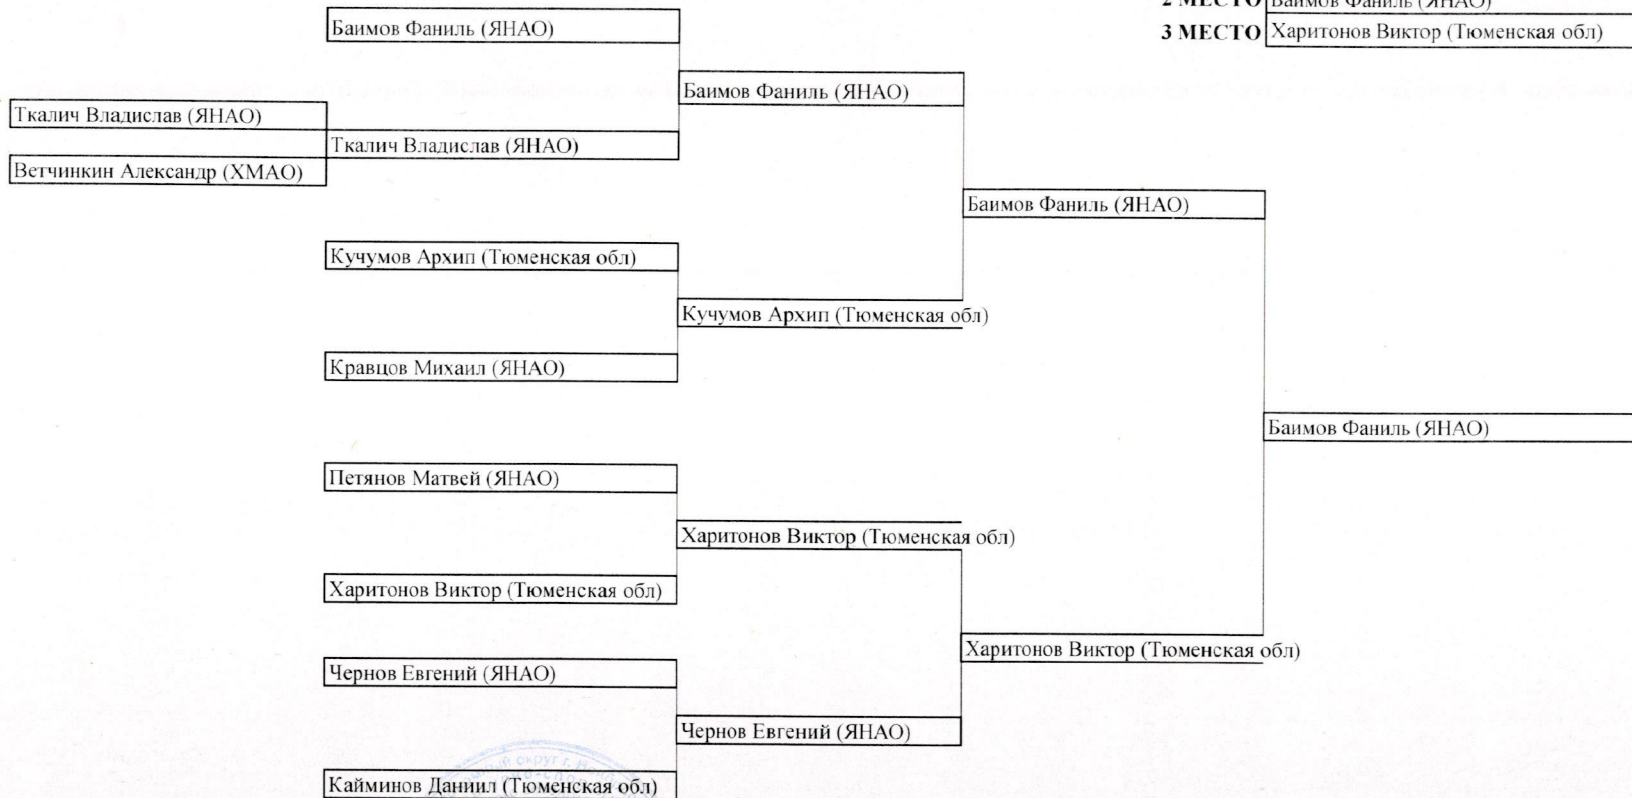 2 МЕСТО Баимов Фаниль (ЯНАО)
3 МЕСТО Харитонов Виктор (Тюменская обл)
Баимов Фаниль (ЯНАО)
Баимов Фаниль (ЯНАО)
Ткалич Владислав (ЯНАО)
Ткалич Владислав (ЯНАО)
Ветчинкин Александр (ХМАО)
Баимов Фаниль (ЯНАО)
Кучумов Архип (Тюменская обл)
Кучумов Архип (Тюменская обл)
Кравцов Михаил (ЯНАО)
Баимов Фаниль (ЯНАО)
Петянов Матвей (ЯНАО)
Харитонов Виктор (Тюменская обл)
Харитонов Виктор (Тюменская обл)
Харитонов Виктор (Тюменская обл)
Чернов Евгений (ЯНАО)
Чернов Евгений (ЯНАО)
округ г.
Кайминов Даниил (Тюменская обл)